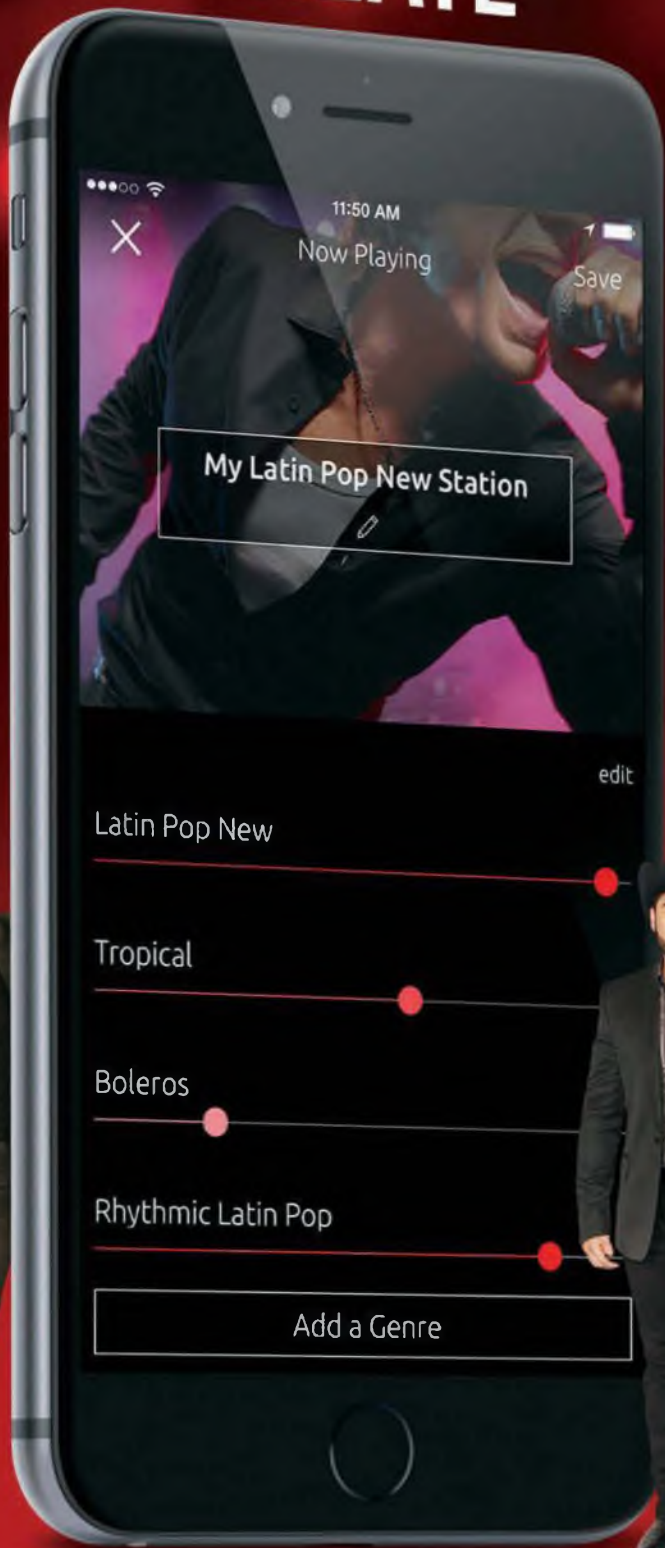 11:50 AM
Now Playing
Save
My Latin Pop New Station
edit
Latin Pop New
Tropical
Boleros
Rhythmic Latin Pop
Add a Genre